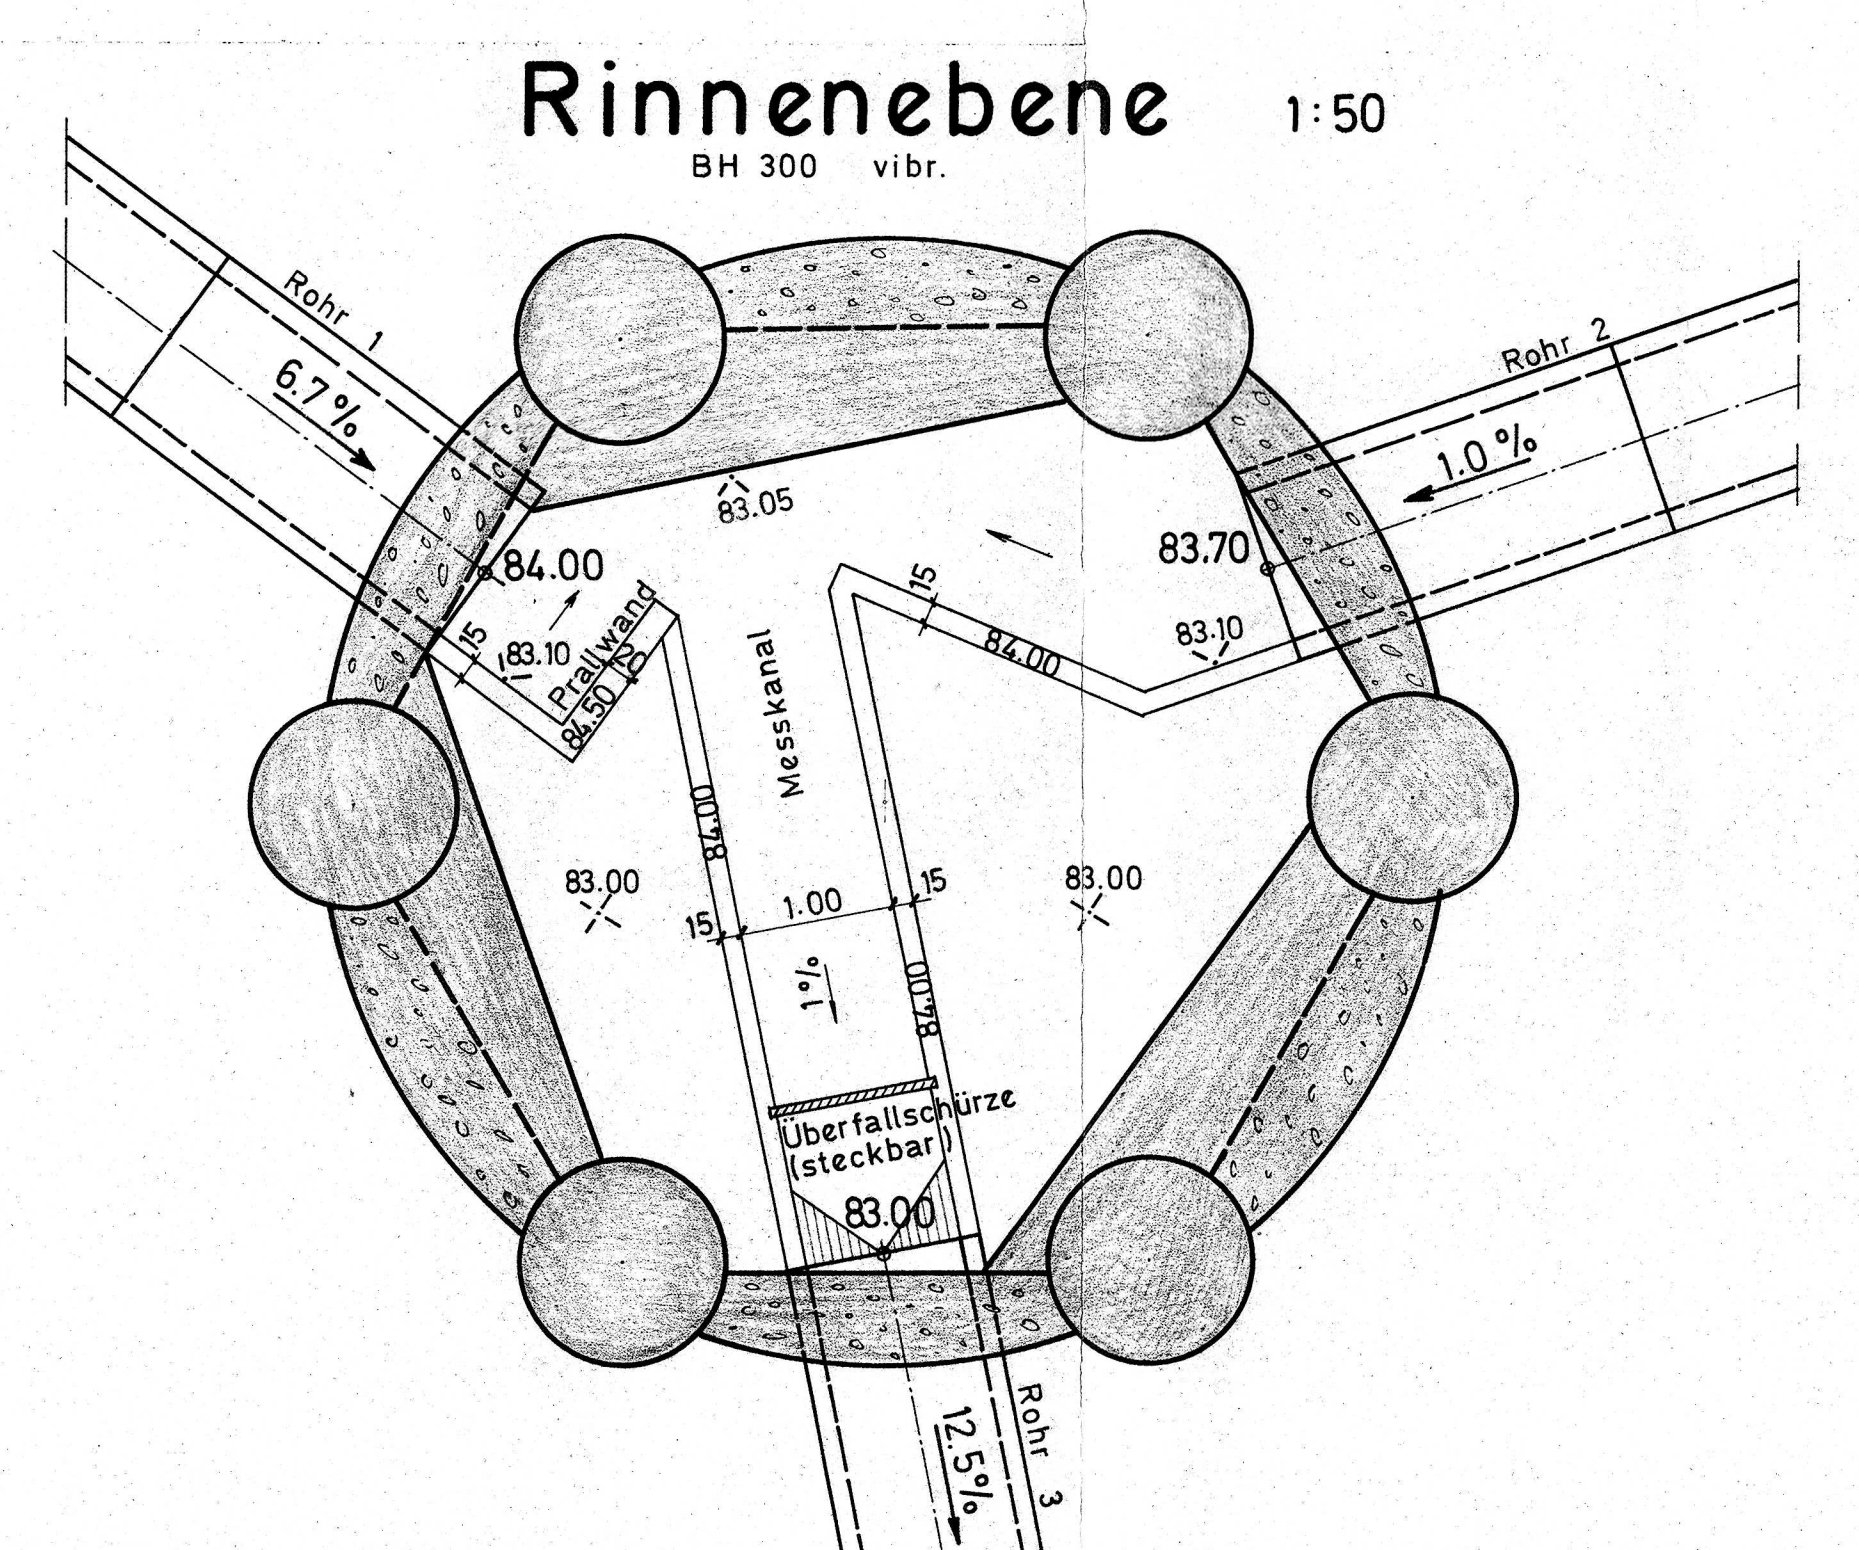 Rinnenebene 1:50
BH 300 vibr.
Rohr 1
6.7 %
Rohr 2
1.0 %
83.05
84.00
83.70
15
15
83.10
83.10
Prallwand
20
84.50
84.00
Messkanal
84.00
83.00
83.00
15
1.00
15
1 %
84.00
Überfallschürze
(steckbar)
83.00
Rohr 3
12.5 %